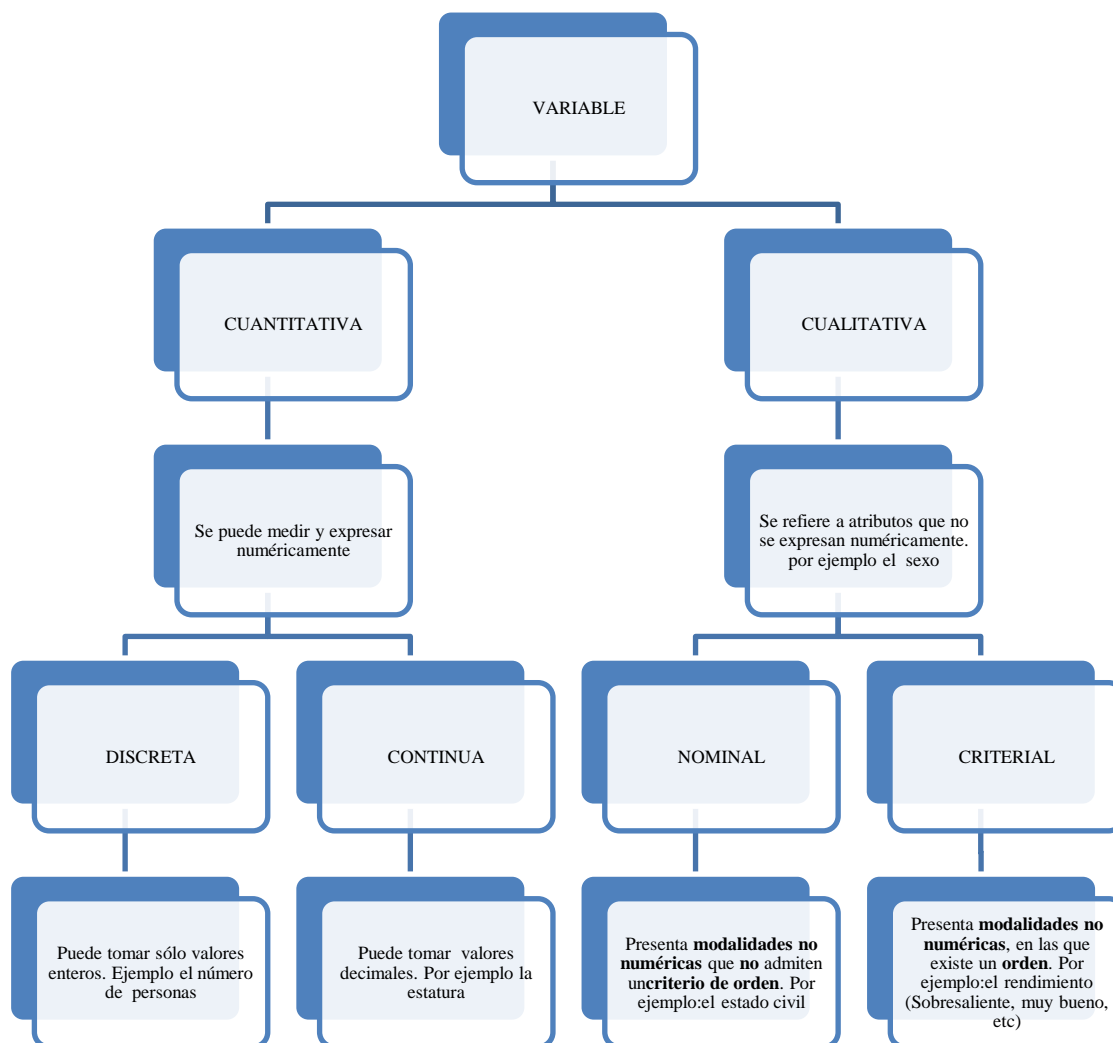 VARIABLE
CUANTITATIVA
CUALITATIVA
Se puede medir y expresar
numéricamente
Se refiere a atributos que no
se expresan numéricamente.
por ejemplo el sexo
DISCRETA
CONTINUA
NOMINAL
CRITERIAL
Puede tomar sólo valores
enteros. Ejemplo el número
de personas
Puede tomar valores
decimales. Por ejemplo la
estatura
Presenta modalidades no
numéricas que no admiten
uncriterio de orden. Por
ejemplo:el estado civil
Presenta modalidades no
numéricas, en las que
existe un orden. Por
ejemplo:el rendimiento
(Sobresaliente, muy bueno,
etc)